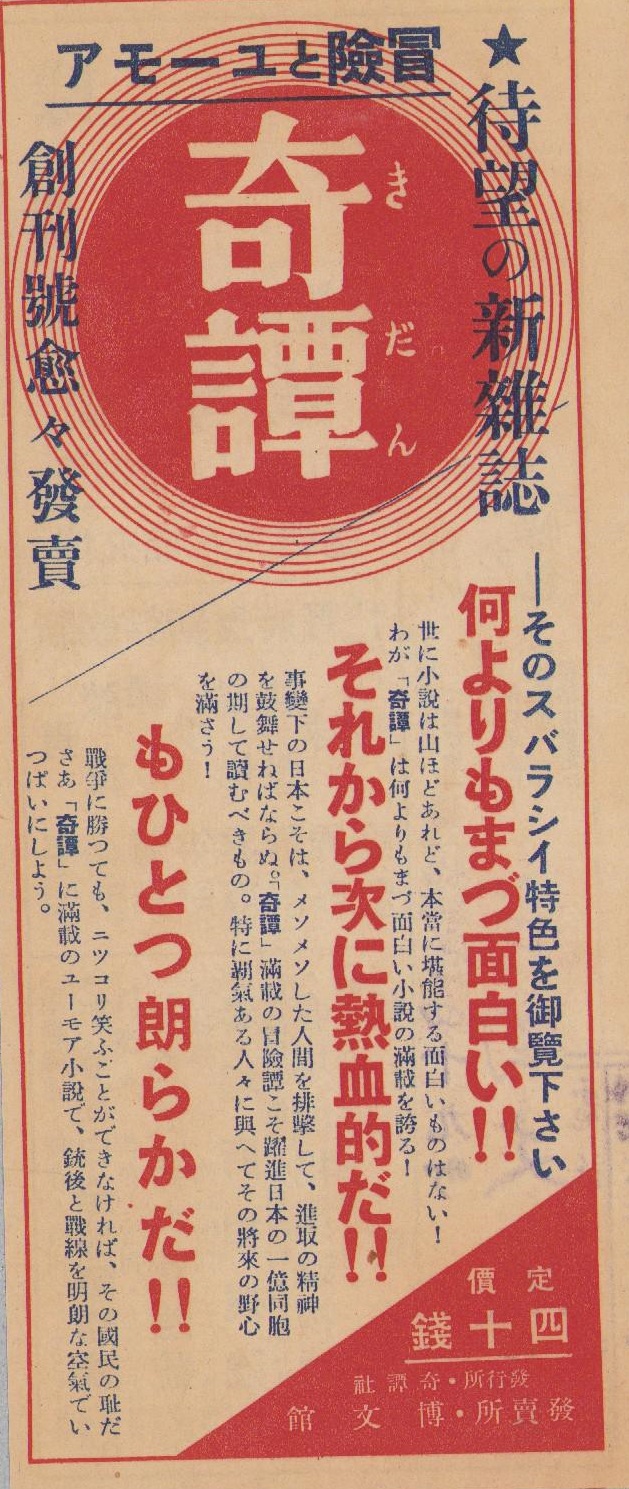 ★待望の新雜誌
冒險とユーモア
奇譚
きだん
創刊號愈々發賣
―そのスバラシイ特色を御覽下さい
何よりもまづ面白い!!
世に小說は山ほどあれど、本當に堪能する面白いものはない！
わが「奇譚」は何よりもまづ面白い小說の滿載を誇る！
それから次に熱血的だ!!
事變下の日本こそは、メソメソした人間を排擊して、進取の精神
を鼓舞せねばならぬ。「奇譚」滿載の冒險譚こそ躍進日本の一億同胞
の期して讀むべきもの。特に覇氣ある人々に與へてその將來の野心
を滿さう！
もひとつ朗らかだ!!
戰爭に勝つても、ニツコリ笑ふことができなければ、その國民の耻だ
さあ「奇譚」に滿載のユーモア小說で、銃後と戰線を明朗な空氣でい
つぱいにしよう。
定價
四十錢
發行所・奇譚社
發賣所・博文館